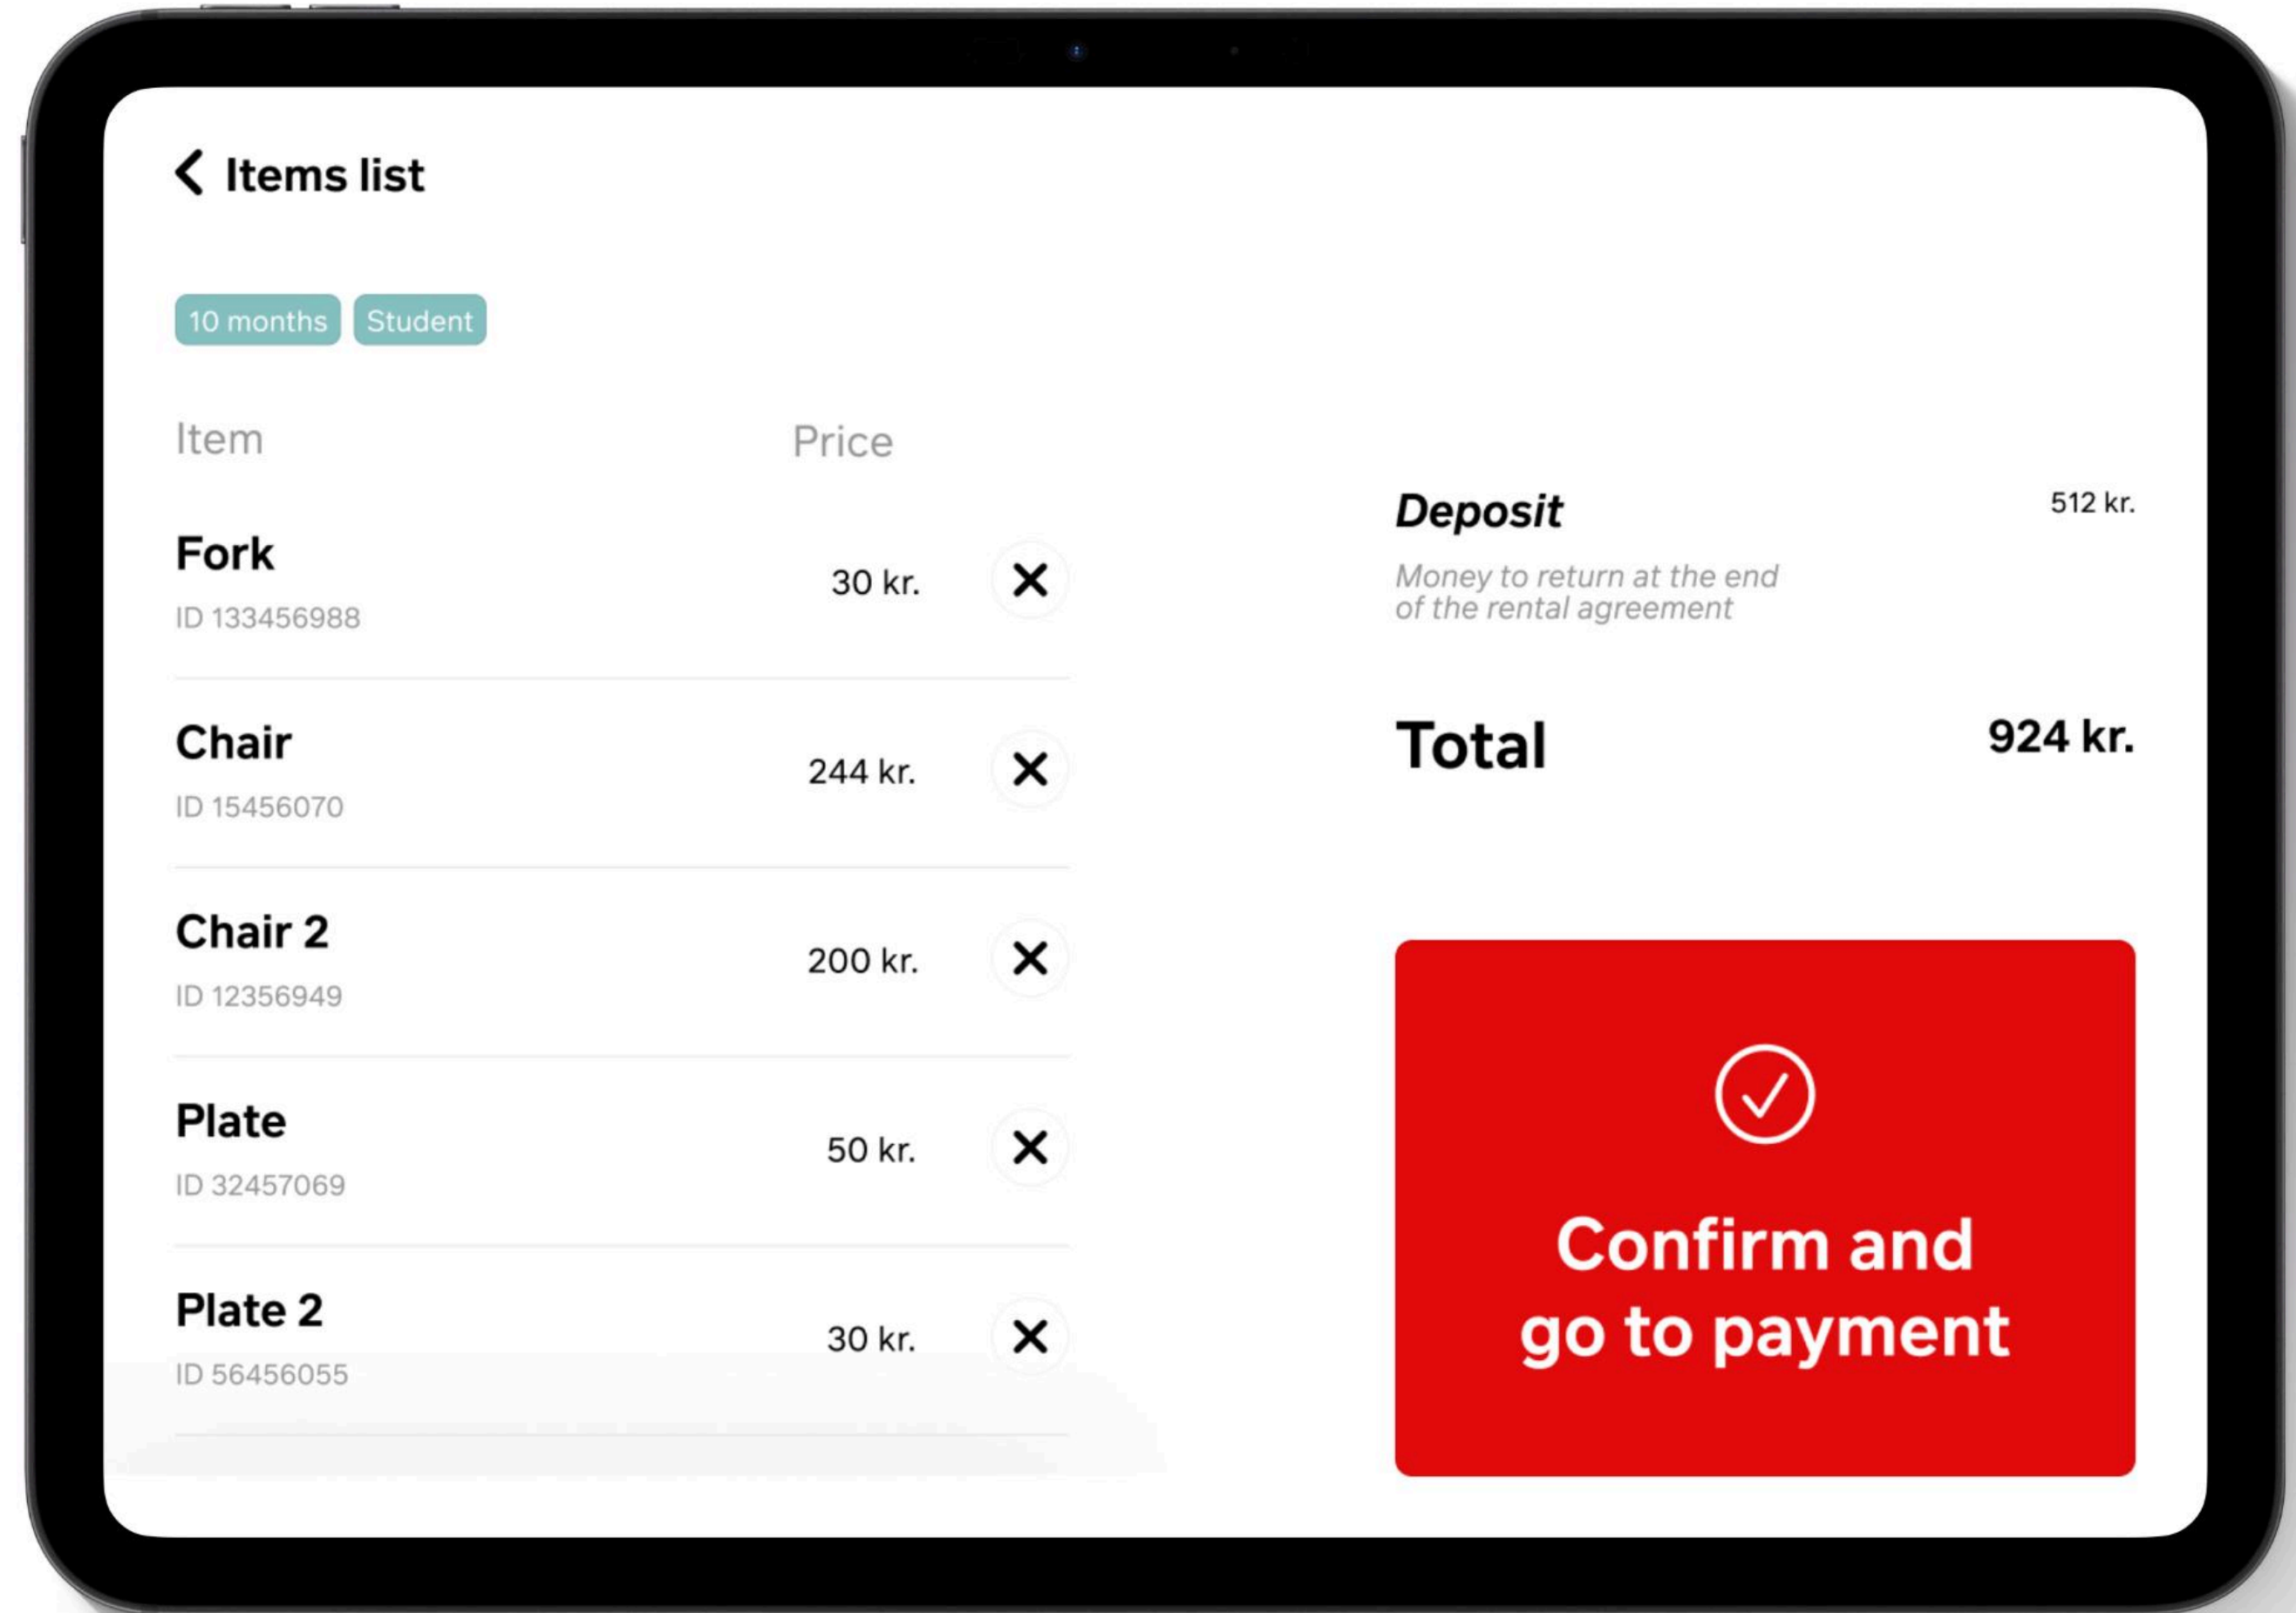 Items list
10 months Student
Item Price
Fork
30 kr.
ID 133456988
Chair
244 kr.
ID 15456070
Chair 2
200 kr.
ID 12356949
Plate
50 kr.
ID 32457069
Plate 2
30 kr.
ID 56456055
Deposit 512 kr.
Money to return at the end
of the rental agreement
Total 924 kr.
Confirm and
go to payment